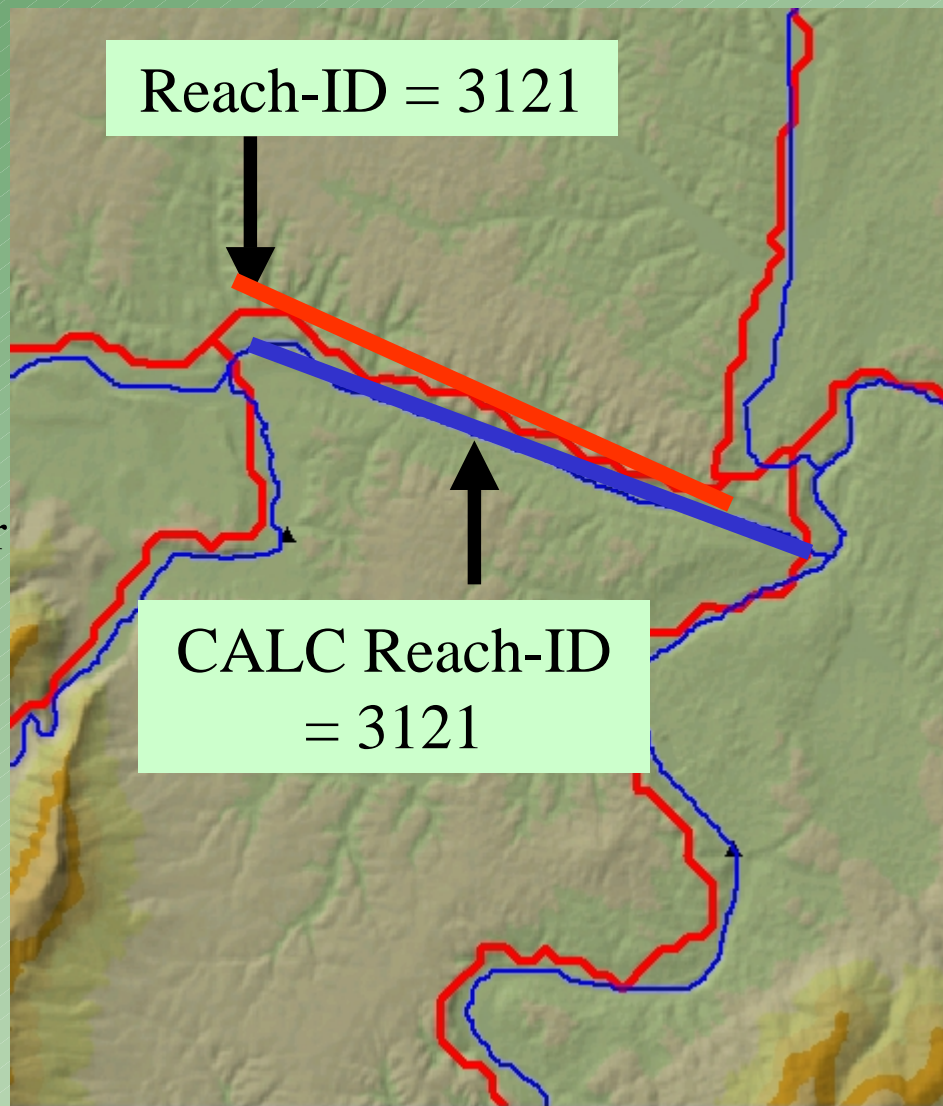 Reach-ID = 3121
r
CALC Reach-ID
= 3121